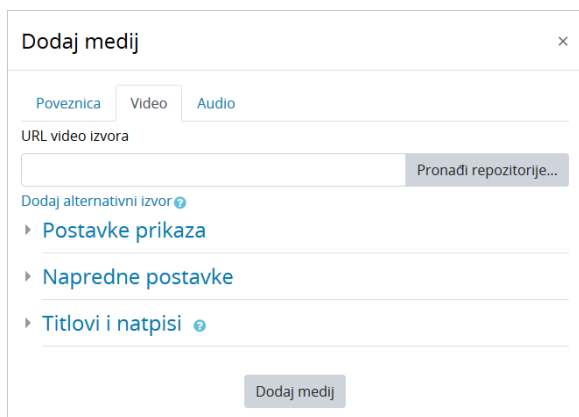 Dodaj medij ×
Poveznica Video Audio
URL video izvora
Pronađi repozitorije...
Dodaj alternativni izvor ?
Postavke prikaza
Napredne postavke
Titlovi i natpisi ?
Dodaj medij